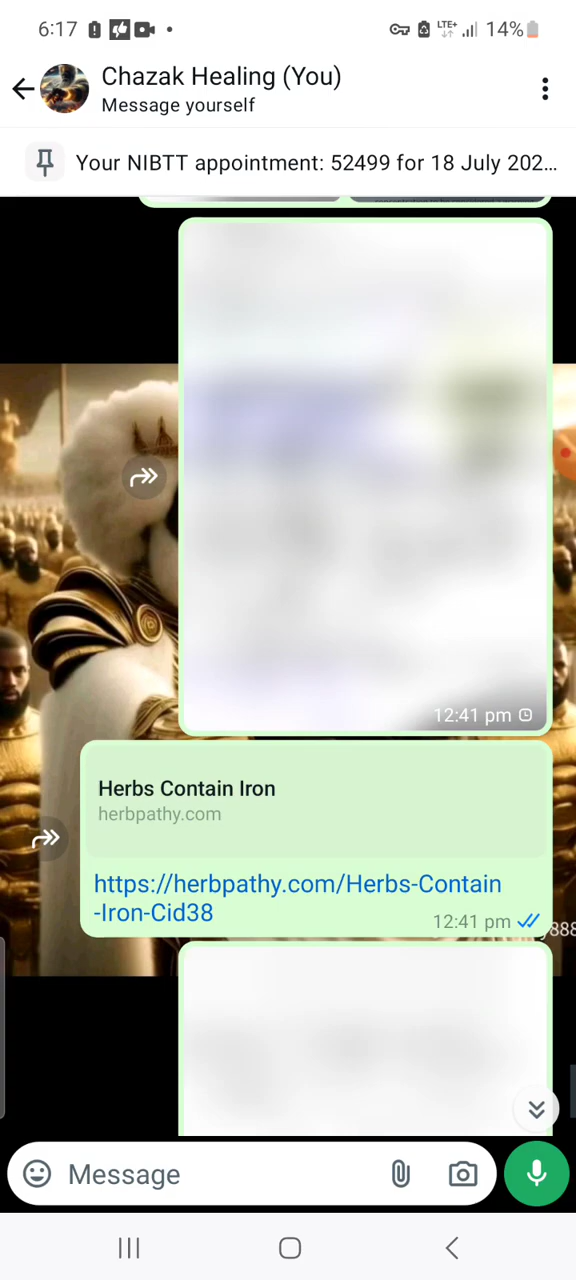 6:17
LTE+
14%
Chazak Healing (You)
Message yourself
Your NIBTT appointment: 52499 for 18 July 202...
12:41 pm
Herbs Contain Iron
herbpathy.com
https://herbpathy.com/Herbs-Contain
-Iron-Cid38
12:41 pm
888
Message